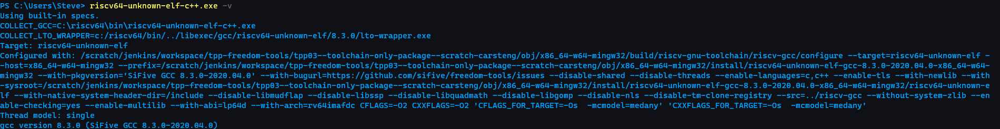 PS C:\Users\Steve> riscv64-unknown-elf-c++.exe -v
Using built-in specs.
COLLECT_GCC=C:\riscv64\bin\riscv64-unknown-elf-c++.exe
COLLECT_LTO_WRAPPER=c:/riscv64/bin/../libexec/gcc/riscv64-unknown-elf/8.3.0/lto-wrapper.exe
Target: riscv64-unknown-elf
Configured with: /scratch/jenkins/workspace/tpp-freedom-tools/tpp03--toolchain-only-package--scratch-carsteng/obj/x86_64-w64-mingw32/build/riscv-gnu-toolchain/riscv-gcc/configure --target=riscv64-unknown-elf -
-host=x86_64-w64-mingw32 --prefix=/scratch/jenkins/workspace/tpp-freedom-tools/tpp03--toolchain-only-package--scratch-carsteng/obj/x86_64-w64-mingw32/install/riscv64-unknown-elf-gcc-8.3.0-2020.04.0-x86_64-w64-
mingw32 --with-pkgversion='SiFive GCC 8.3.0-2020.04.0' --with-bugurl=https://github.com/sifive/freedom-tools/issues --disable-shared --disable-threads --enable-languages=c,c++ --enable-tls --with-newlib --with
-sysroot=/scratch/jenkins/workspace/tpp-freedom-tools/tpp03--toolchain-only-package--scratch-carsteng/obj/x86_64-w64-mingw32/install/riscv64-unknown-elf-gcc-8.3.0-2020.04.0-x86_64-w64-mingw32/riscv64-unknown-e
lf --with-native-system-header-dir=/include --disable-libmudflap --disable-libssp --disable-libquadmath --disable-libgomp --disable-nls --disable-tm-clone-registry --src=../riscv-gcc --without-system-zlib --en
able-checking=yes --enable-multilib --with-abi=lp64d --with-arch=rv64imafdc CFLAGS=-O2 CXXFLAGS=-O2 'CFLAGS_FOR_TARGET=-Os  -mcmodel=medany' 'CXXFLAGS_FOR_TARGET=-Os  -mcmodel=medany'
Thread model: single
gcc version 8.3.0 (SiFive GCC 8.3.0-2020.04.0)